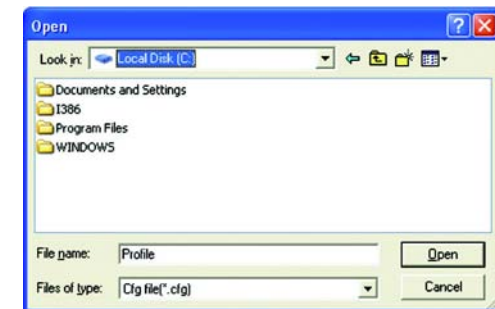 Open
Look in: Local Disk (C:)
Documents and Settings
I386
Program Files
WINDOWS
File name: Profile Open
Files of type: Cfg file(*.cfg) Cancel